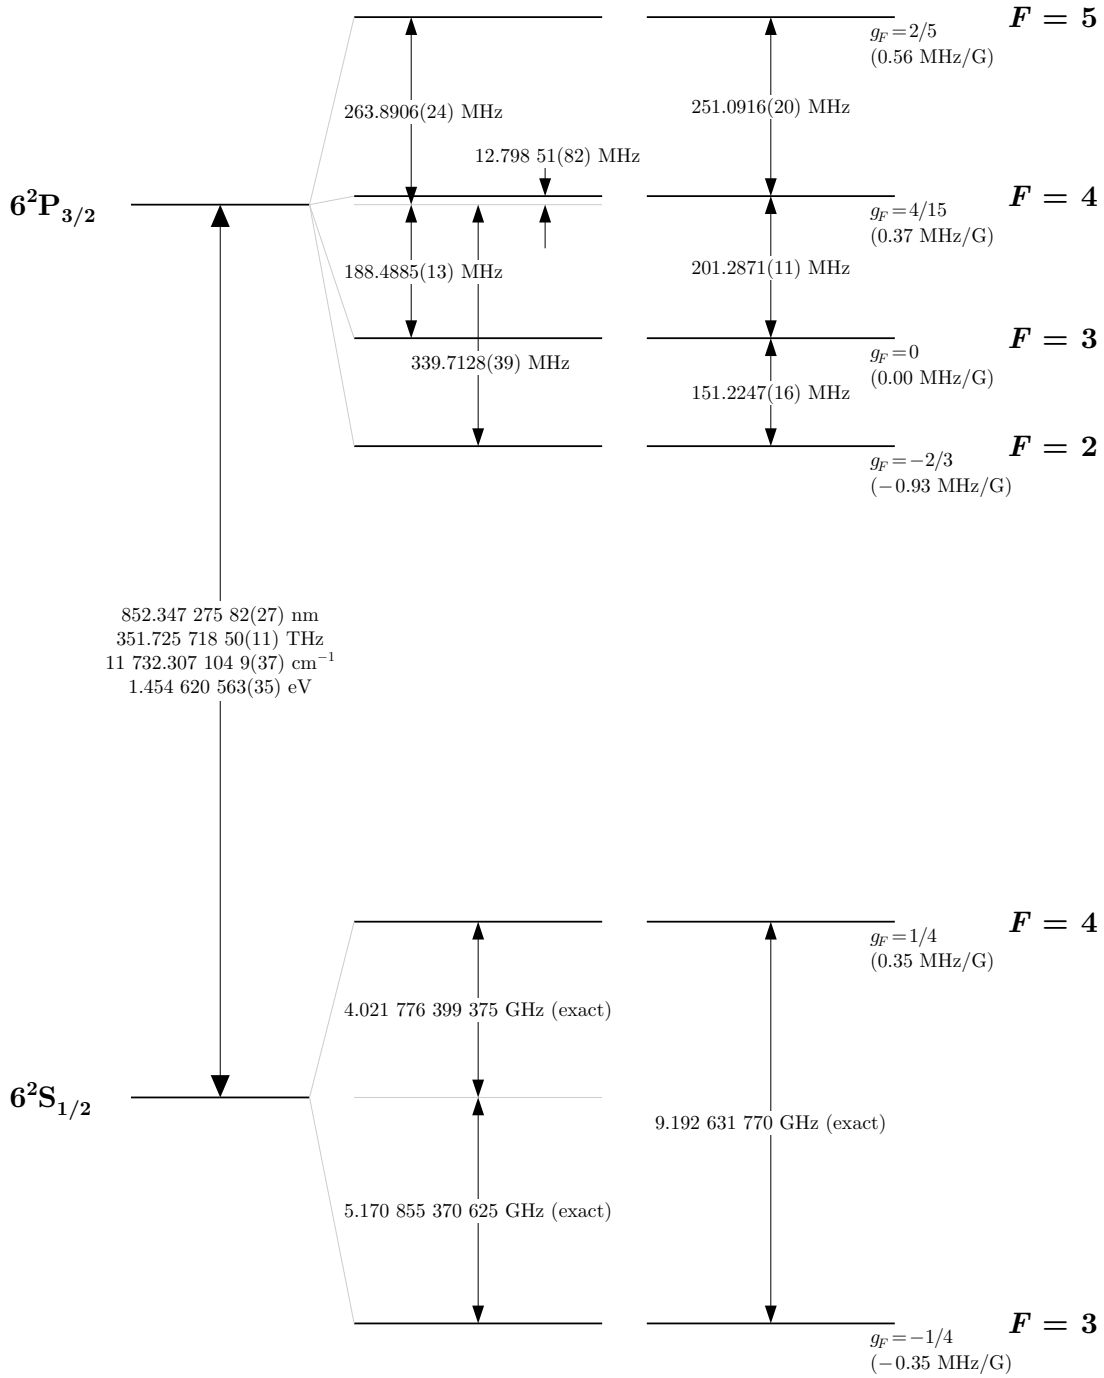 F = 5
g_F = 2/5
(0.56 MHz/G)
263.8906(24) MHz
251.0916(20) MHz
12.798 51(82) MHz
6²P₃/₂
F = 4
g_F = 4/15
(0.37 MHz/G)
188.4885(13) MHz
201.2871(11) MHz
F = 3
g_F = 0
(0.00 MHz/G)
339.7128(39) MHz
151.2247(16) MHz
F = 2
g_F = −2/3
(−0.93 MHz/G)
852.347 275 82(27) nm
351.725 718 50(11) THz
11 732.307 104 9(37) cm⁻¹
1.454 620 563(35) eV
F = 4
g_F = 1/4
(0.35 MHz/G)
4.021 776 399 375 GHz (exact)
6²S₁/₂
9.192 631 770 GHz (exact)
5.170 855 370 625 GHz (exact)
F = 3
g_F = −1/4
(−0.35 MHz/G)